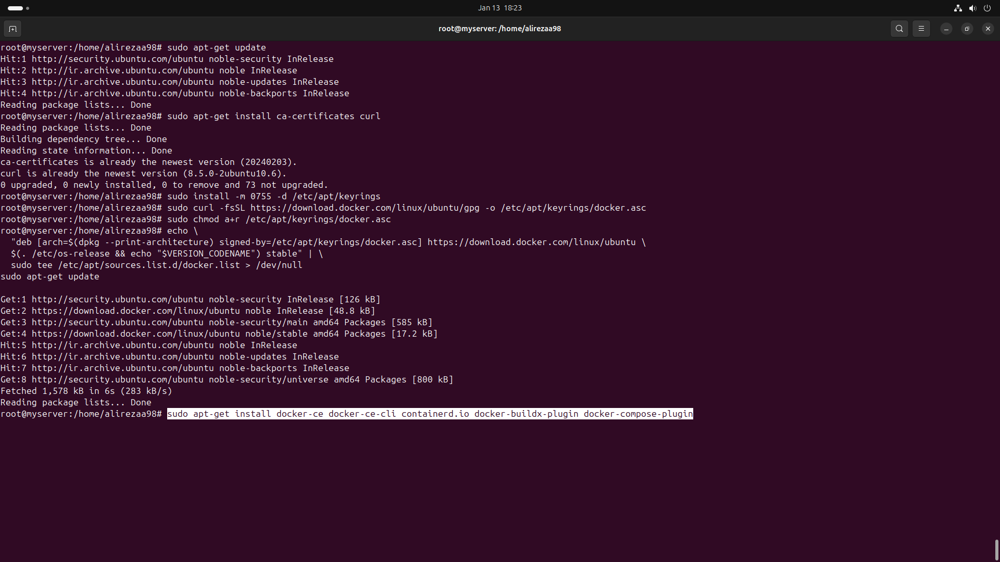 Jan 13 18:23
root@myserver: /home/alirezaa98
root@myserver:/home/alirezaa98# sudo apt-get update
Hit:1 http://security.ubuntu.com/ubuntu noble-security InRelease
Hit:2 http://ir.archive.ubuntu.com/ubuntu noble InRelease
Hit:3 http://ir.archive.ubuntu.com/ubuntu noble-updates InRelease
Hit:4 http://ir.archive.ubuntu.com/ubuntu noble-backports InRelease
Reading package lists... Done
root@myserver:/home/alirezaa98# sudo apt-get install ca-certificates curl
Reading package lists... Done
Building dependency tree... Done
Reading state information... Done
ca-certificates is already the newest version (20240203).
curl is already the newest version (8.5.0-2ubuntu10.6).
0 upgraded, 0 newly installed, 0 to remove and 73 not upgraded.
root@myserver:/home/alirezaa98# sudo install -m 0755 -d /etc/apt/keyrings
root@myserver:/home/alirezaa98# sudo curl -fsSL https://download.docker.com/linux/ubuntu/gpg -o /etc/apt/keyrings/docker.asc
root@myserver:/home/alirezaa98# sudo chmod a+r /etc/apt/keyrings/docker.asc
root@myserver:/home/alirezaa98# echo \
  "deb [arch=$(dpkg --print-architecture) signed-by=/etc/apt/keyrings/docker.asc] https://download.docker.com/linux/ubuntu \
  $(. /etc/os-release && echo "$VERSION_CODENAME") stable" | \
  sudo tee /etc/apt/sources.list.d/docker.list > /dev/null
sudo apt-get update
Get:1 http://security.ubuntu.com/ubuntu noble-security InRelease [126 kB]
Get:2 https://download.docker.com/linux/ubuntu noble InRelease [48.8 kB]
Get:3 http://security.ubuntu.com/ubuntu noble-security/main amd64 Packages [585 kB]
Get:4 https://download.docker.com/linux/ubuntu noble/stable amd64 Packages [17.2 kB]
Hit:5 http://ir.archive.ubuntu.com/ubuntu noble InRelease
Hit:6 http://ir.archive.ubuntu.com/ubuntu noble-updates InRelease
Hit:7 http://ir.archive.ubuntu.com/ubuntu noble-backports InRelease
Get:8 http://security.ubuntu.com/ubuntu noble-security/universe amd64 Packages [800 kB]
Fetched 1,578 kB in 6s (283 kB/s)
Reading package lists... Done
root@myserver:/home/alirezaa98# sudo apt-get install docker-ce docker-ce-cli containerd.io docker-buildx-plugin docker-compose-plugin